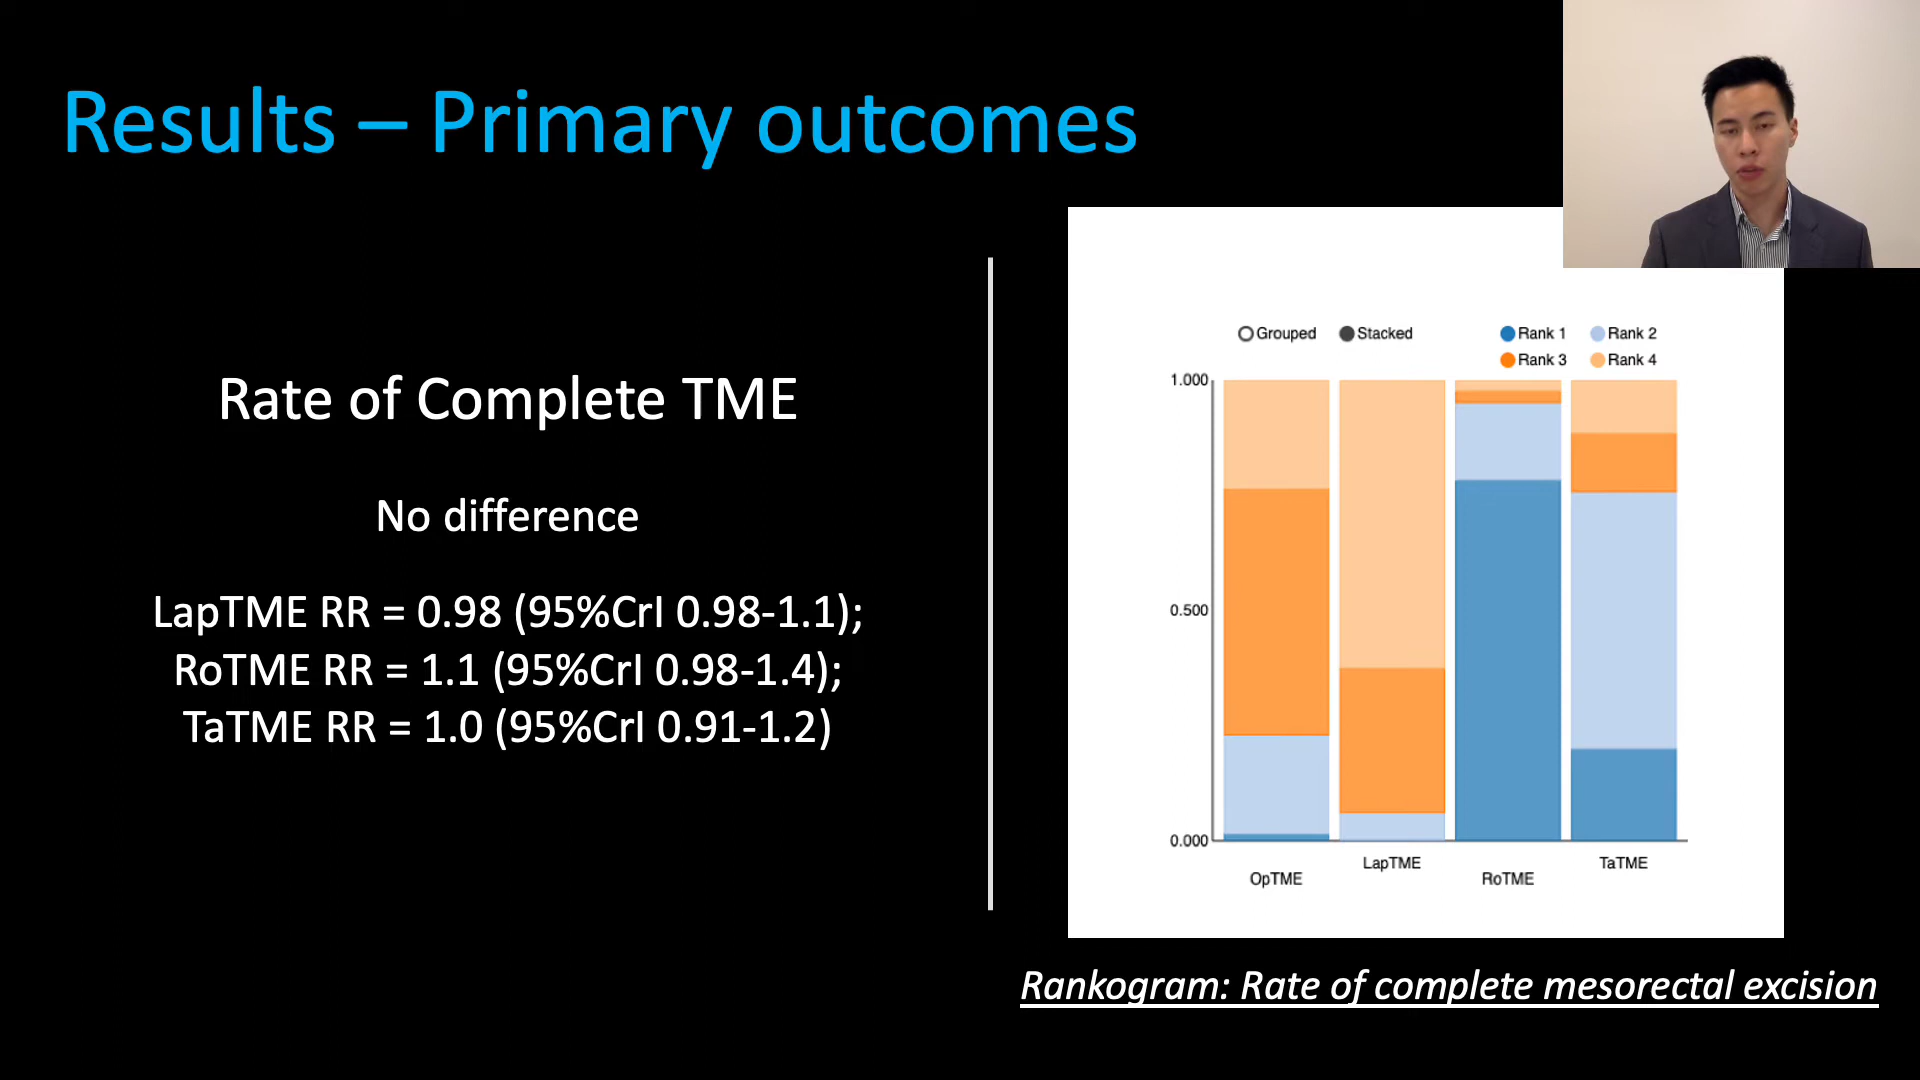 Results – Primary outcomes
Rate of Complete TME
No difference
LapTME RR = 0.98 (95%CrI 0.98-1.1);
RoTME RR = 1.1 (95%CrI 0.98-1.4);
TaTME RR = 1.0 (95%CrI 0.91-1.2)
Grouped Stacked Rank 1 Rank 2
Rank 3 Rank 4
1.000
0.500
0.000
OpTME LapTME RoTME TaTME
Rankogram: Rate of complete mesorectal excision